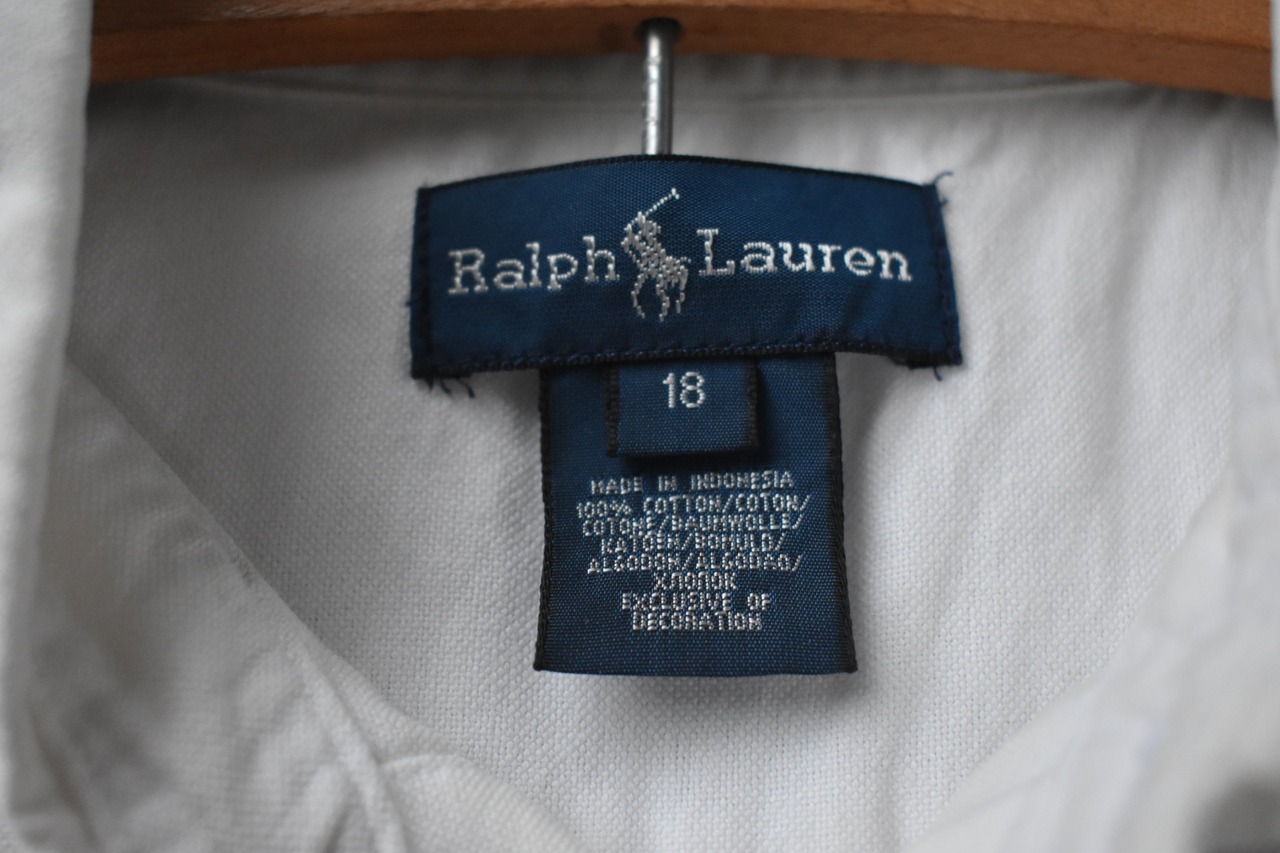 Ralph Lauren
18
MADE IN INDONESIA
100% COTTON/COTON/
COTONE/BAUMWOLLE/
KATOEN/BOMULD/
ALGODON/ALGODAO/
ХЛОПОК
EXCLUSIVE OF
DECORATION